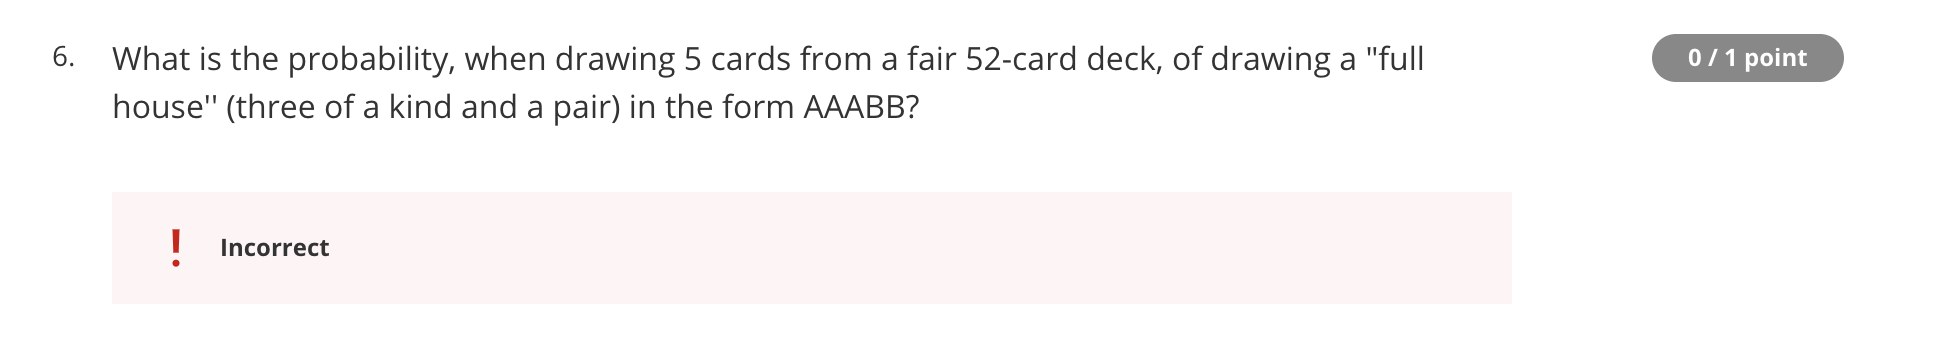 6. What is the probability, when drawing 5 cards from a fair 52-card deck, of drawing a "full 0 / 1 point
house'' (three of a kind and a pair) in the form AAABB?
! Incorrect